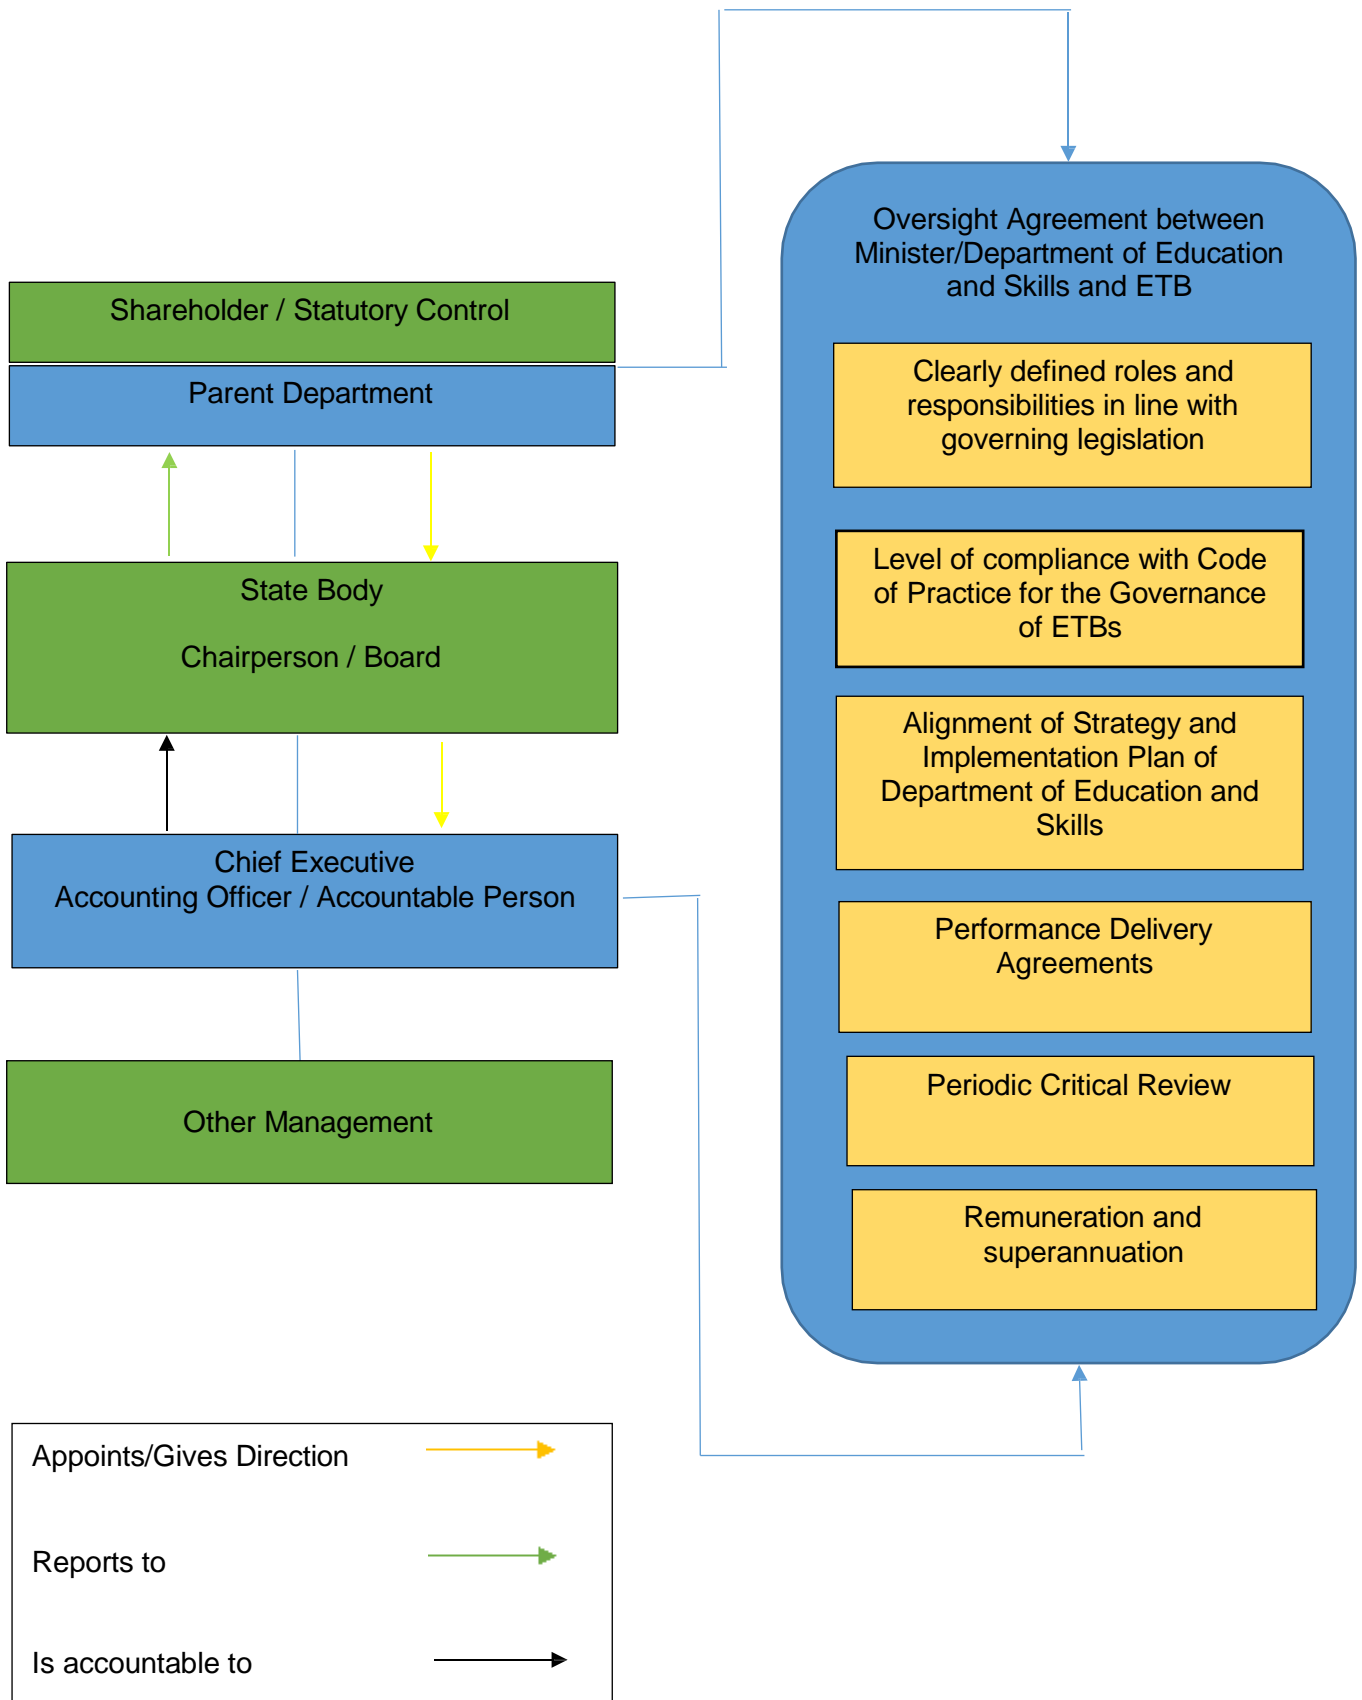 Shareholder / Statutory Control
Parent Department
State Body
Chairperson / Board
Chief Executive
Accounting Officer / Accountable Person
Other Management
Oversight Agreement between
Minister/Department of Education
and Skills and ETB
Clearly defined roles and
responsibilities in line with
governing legislation
Level of compliance with Code
of Practice for the Governance
of ETBs
Alignment of Strategy and
Implementation Plan of
Department of Education and
Skills
Performance Delivery
Agreements
Periodic Critical Review
Remuneration and
superannuation
Appoints/Gives Direction
Reports to
Is accountable to